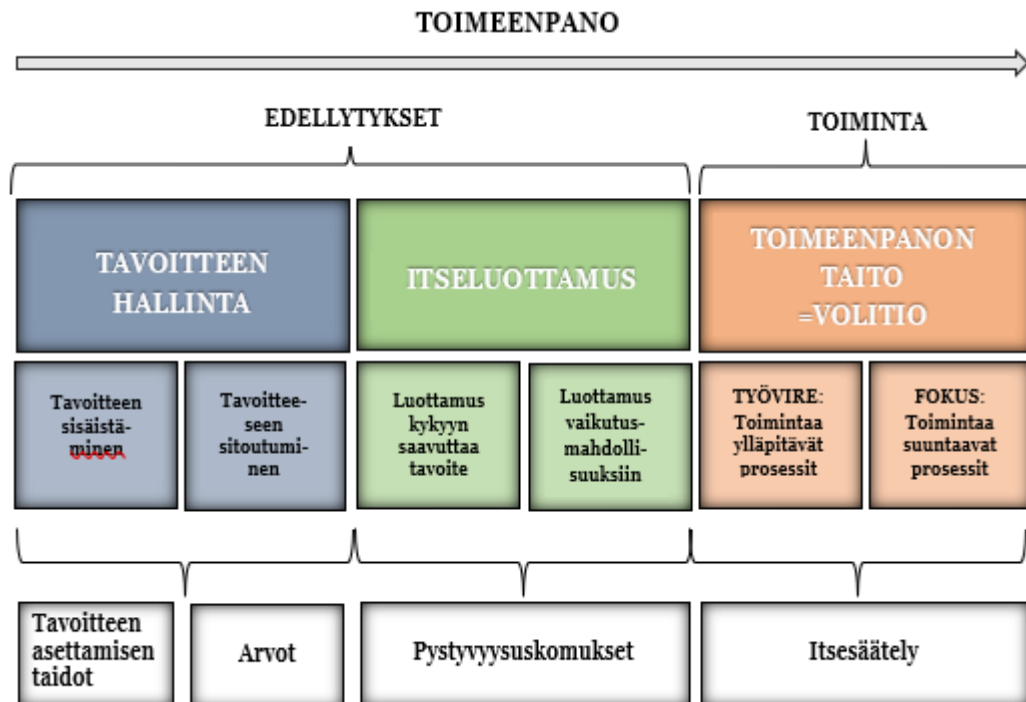 TOIMEENPANO
EDELLYTYKSET
TOIMINTA
TAVOITTEEN
HALLINTA
ITSELUOTTAMUS
TOIMEENPANON
TAITO
=VOLITIO
Tavoitteen
sisäistä-
minen
Tavoittee-
seen
sitoutumi-
nen
Luottamus
kykyyn
saavuttaa
tavoite
Luottamus
vaikutus-
mahdolli-
suuksiin
TYÖVIRE:
Toimintaa
ylläpitävät
prosessit
FOKUS:
Toimintaa
suuntaavat
prosessit
Tavoitteen
asettamisen
taidot
Arvot
Pystyvyysuskomukset
Itsesäätely